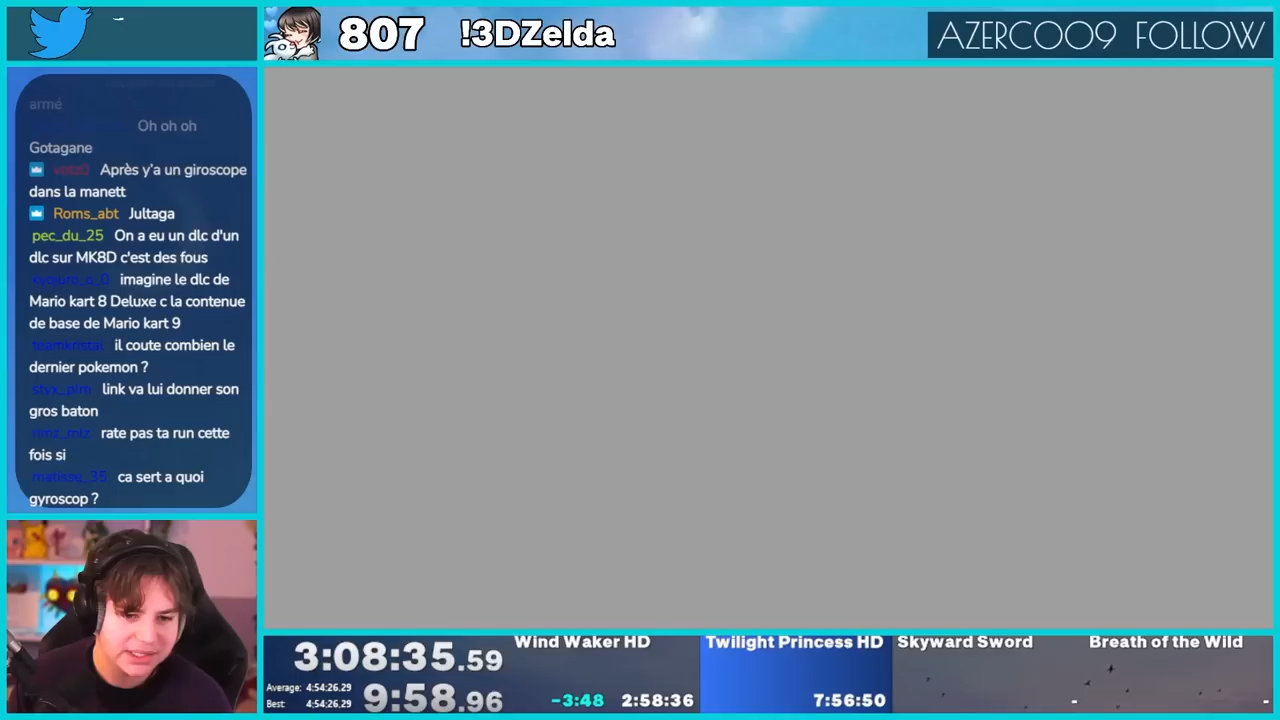 807 !3DZelda
AZERCOO9 FOLLOW
armé
Oh oh oh
Gotagane
Après y'a un giroscope
dans la manett
Roms_abt Jultaga
pec_du_25 On a eu un dlc d'un
dlc sur MK8D c'est des fous
imagine le dlc de
Mario kart 8 Deluxe c la contenue
de base de Mario kart 9
teamkristal il coute combien le
dernier pokemon ?
styx_plm link va lui donner son
gros baton
rate pas ta run cette
fois si
matisse_35 ca sert a quoi
gyroscop ?
3:08:35.59
Average: 4:54:26.29
Best: 4:54:26.29
9:58.96
Wind Waker HD
-3:48 2:58:36
Twilight Princess HD
7:56:50
Skyward Sword
-
Breath of the Wild
-